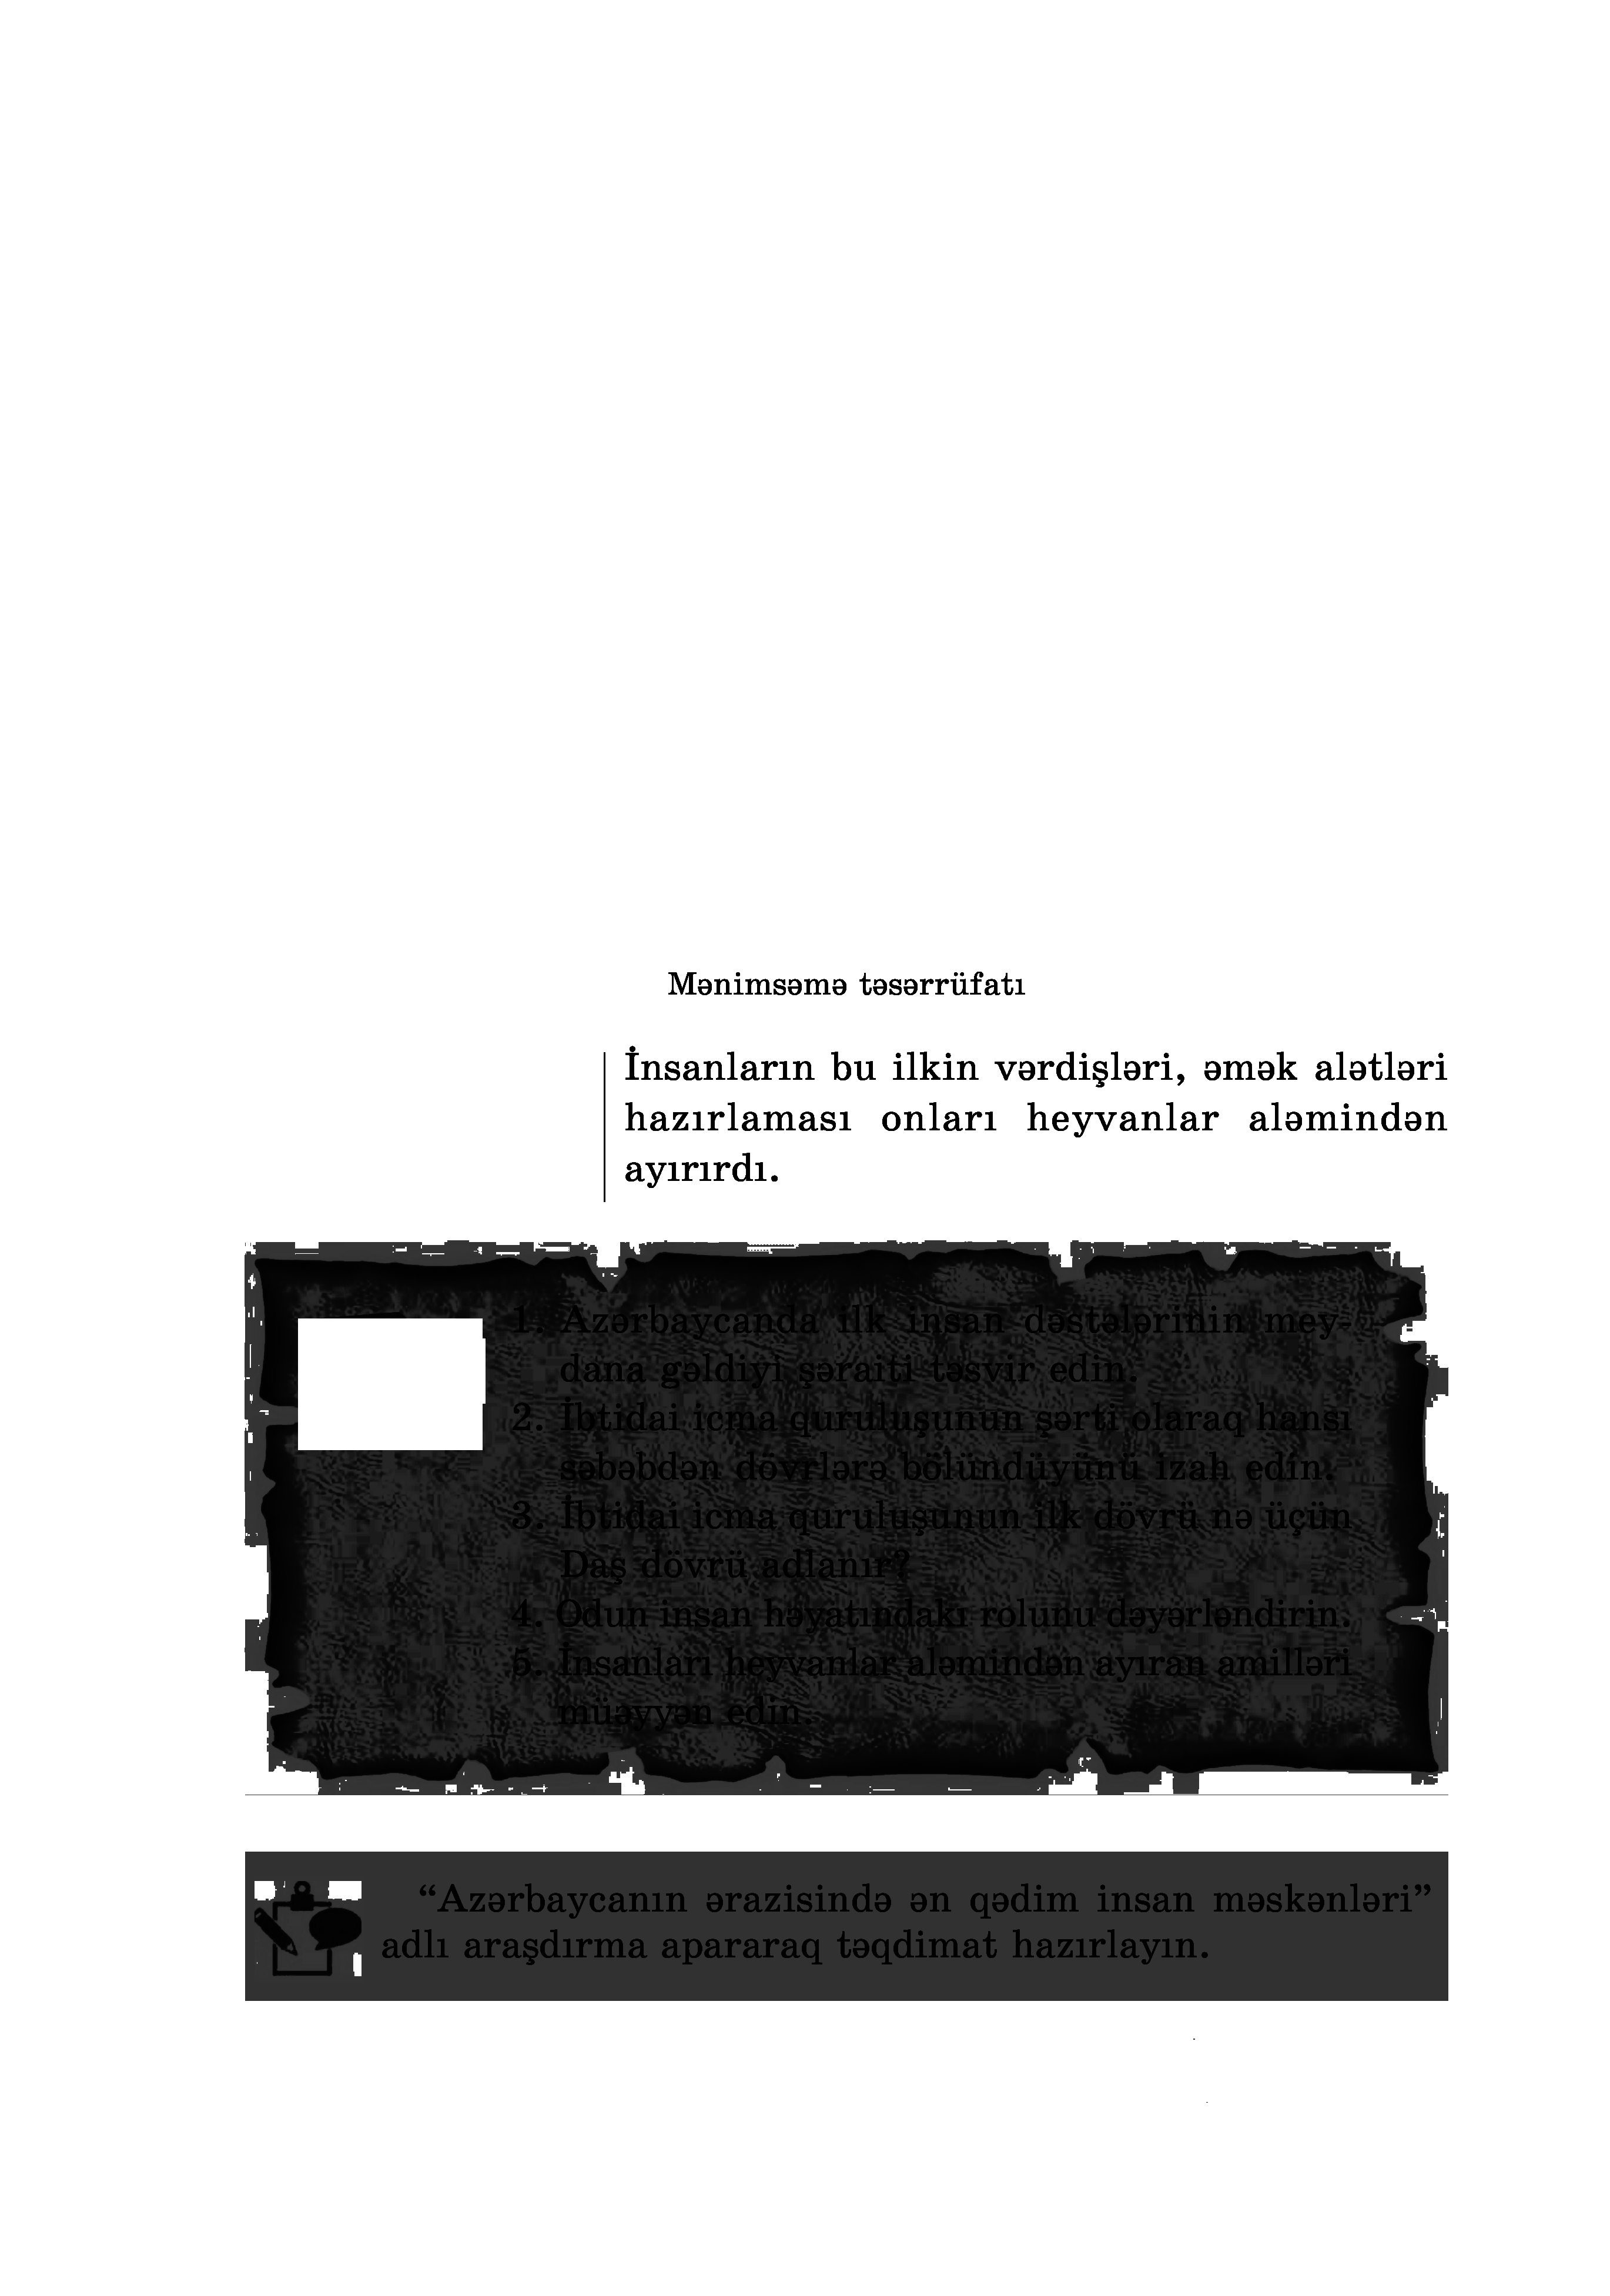 Mənimsəmə təsərrüfatı
İnsanların bu ilkin vərdişləri, əmək alətləri
hazırlaması onları heyvanlar aləmindən
ayırırdı.
1. Azərbaycanda ilk insan dəstələrinin mey-
dana gəldiyi şəraiti təsvir edin.
2. İbtidai icma quruluşunun şərti olaraq hansı
səbəbdən dövrlərə bölündüyünü izah edin.
3. İbtidai icma quruluşunun ilk dövrü nə üçün
Daş dövrü adlanır?
4. Odun insan həyatındakı rolunu dəyərləndirin.
5. İnsanları heyvanlar aləmindən ayıran amilləri
müəyyən edin.
“Azərbaycanın ərazisində ən qədim insan məskənləri”
adlı araşdırma apararaq təqdimat hazırlayın.